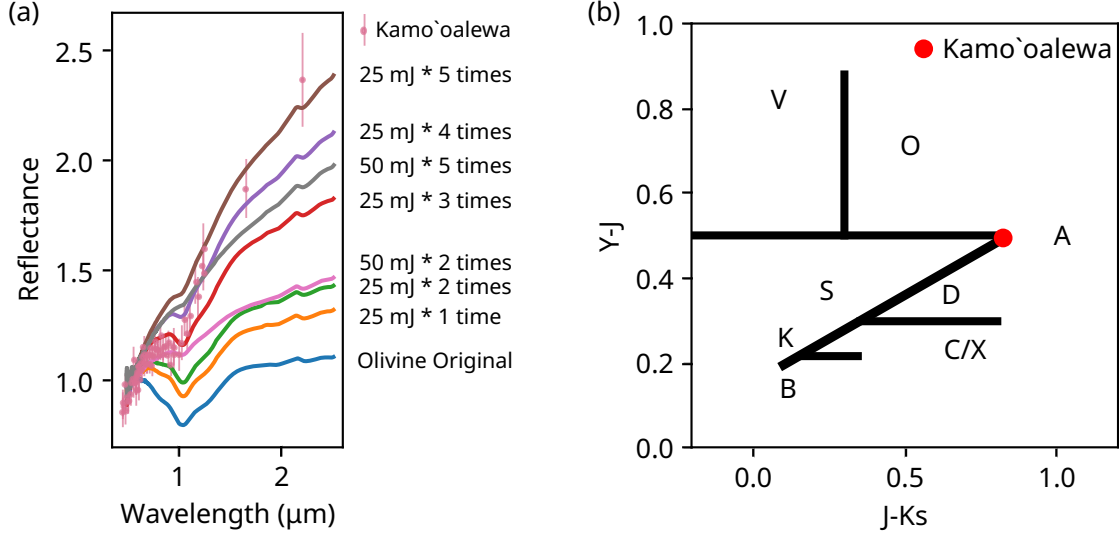 (a)
Reflectance
2.5
2.0
1.5
1.0
1
2
Wavelength (μm)
Kamo`oalewa
25 mJ * 5 times
25 mJ * 4 times
50 mJ * 5 times
25 mJ * 3 times
50 mJ * 2 times
25 mJ * 2 times
25 mJ * 1 time
Olivine Original
(b)
Y-J
1.0
0.8
0.6
0.4
0.2
0.0
0.0
0.5
1.0
J-Ks
Kamo`oalewa
V
O
A
S
D
K
C/X
B